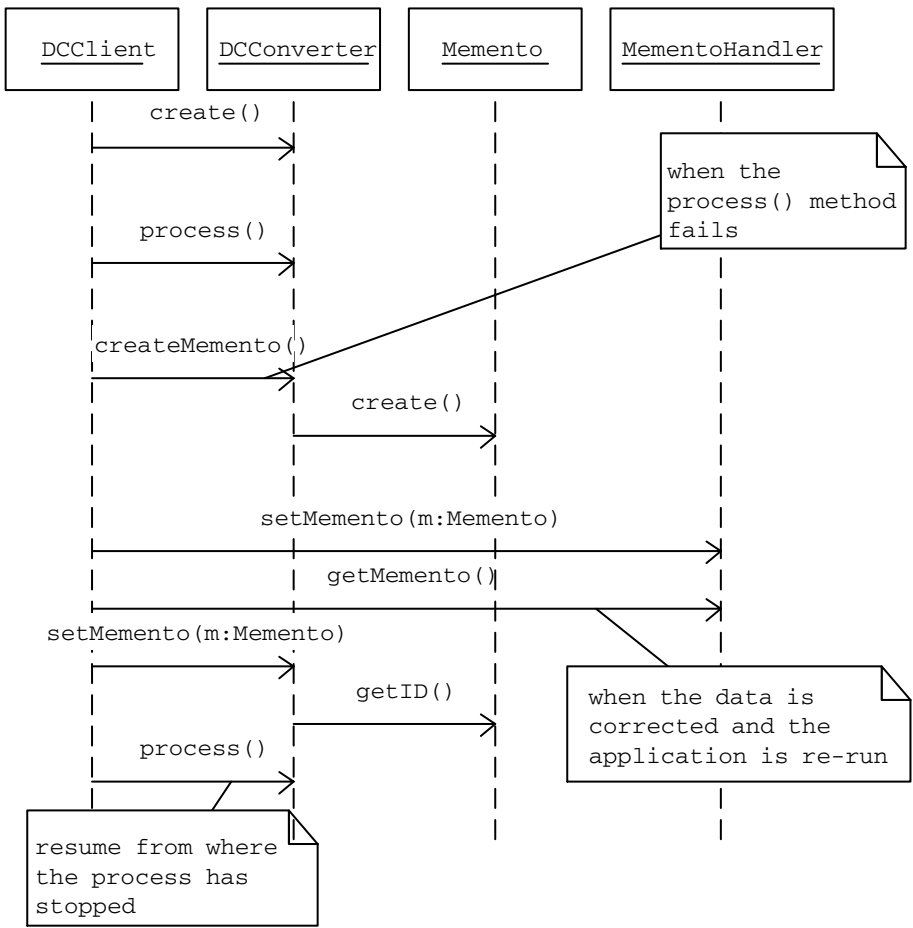 DCClient
DCConverter
Memento
MementoHandler
create()
when the
process() method
fails
process()
createMemento()
create()
setMemento(m:Memento)
getMemento()
setMemento(m:Memento)
getID()
when the data is
corrected and the
application is re-run
process()
resume from where
the process has
stopped